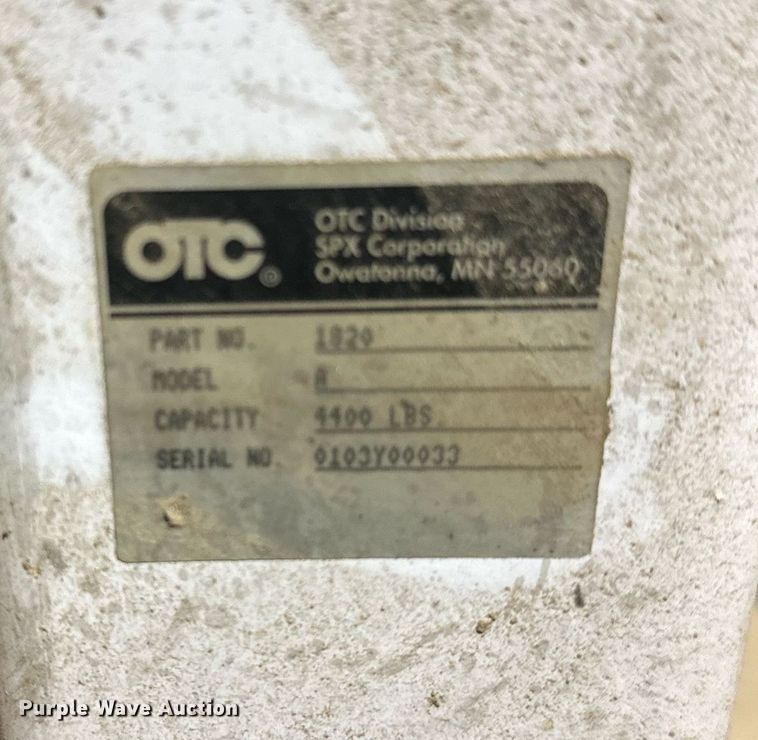 OTC®
OTC Division
SPX Corporation
Owatonna, MN 55060
PART NO. 1820
MODEL A
CAPACITY 4400 LBS.
SERIAL NO. 0103Y00033
Purple Wave Auction